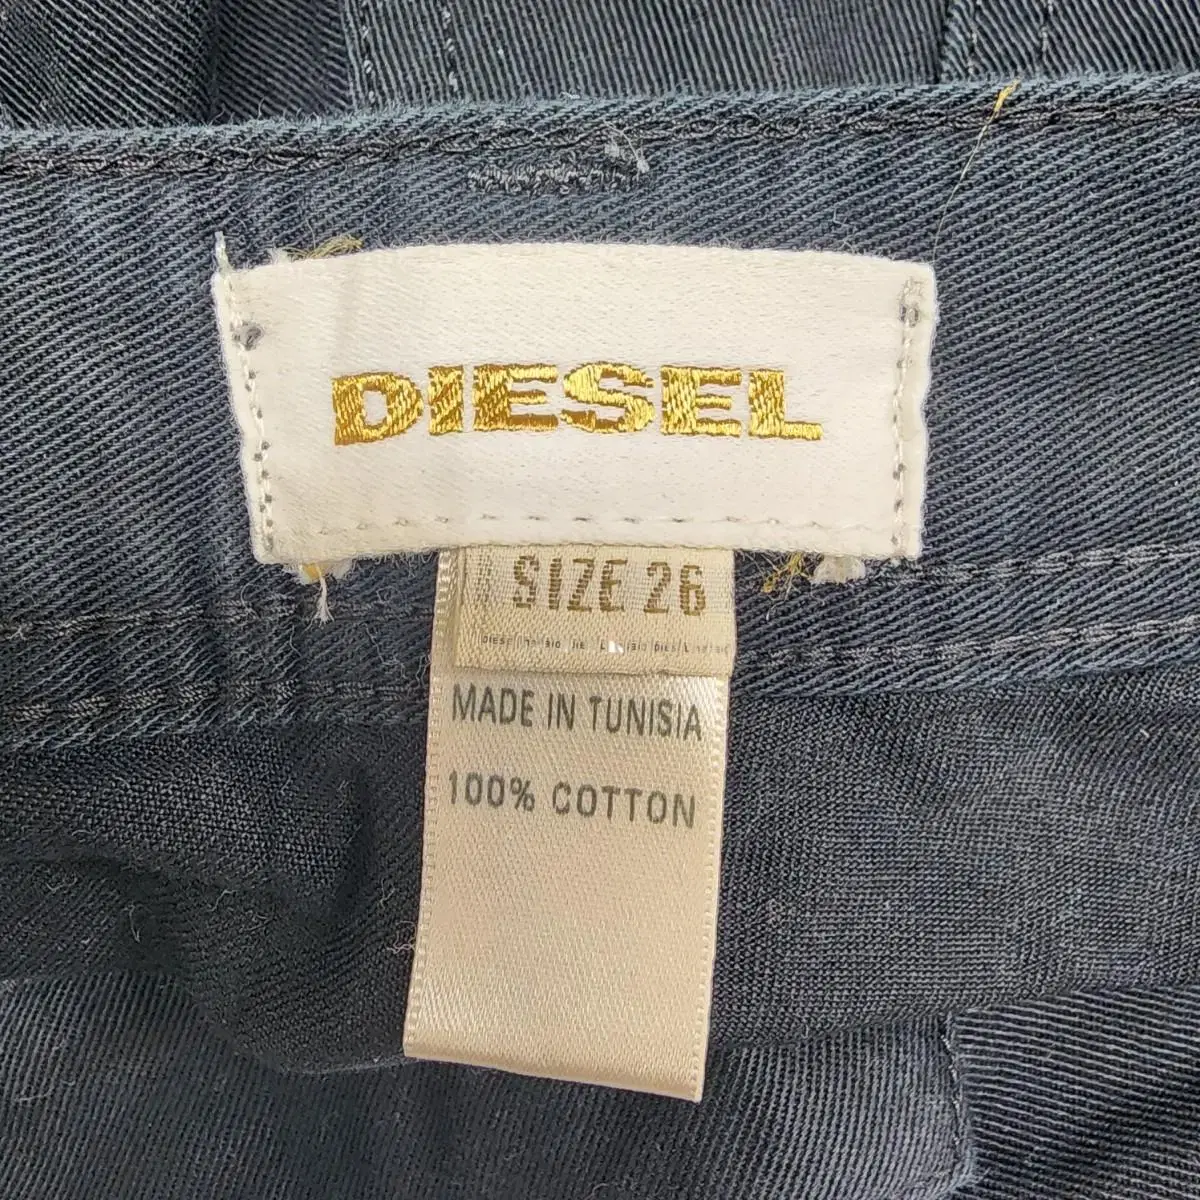 DIESEL
SIZE 26
MADE IN TUNISIA
100% COTTON